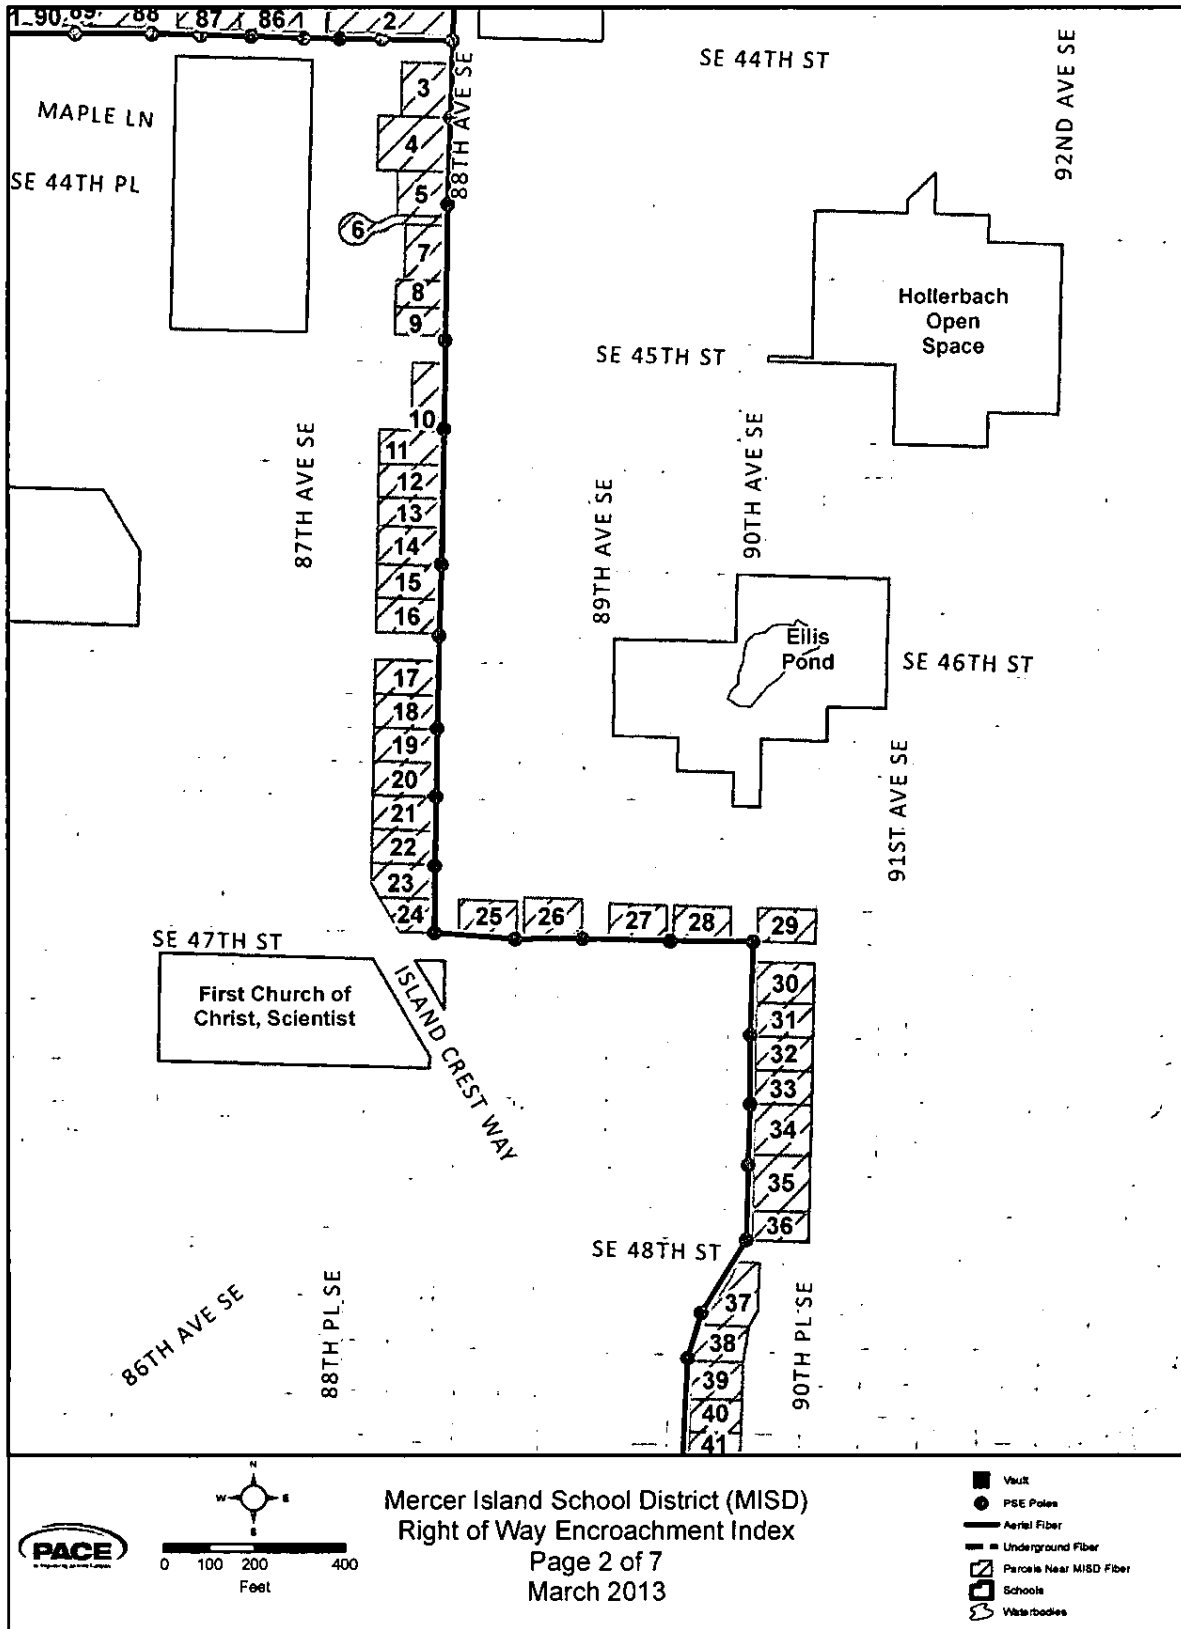 1-90
89
88
87
86
2
SE 44TH ST
92ND AVE SE
88TH AVE SE
MAPLE LN
SE 44TH PL
3
4
5
6
7
8
9
Hollerbach
Open
Space
SE 45TH ST
10
11
12
13
14
15
16
87TH AVE SE
89TH AVE SE
90TH AVE SE
Ellis
Pond
SE 46TH ST
17
18
19
20
21
22
23
24
91ST AVE SE
25
26
27
28
29
SE 47TH ST
First Church of
Christ, Scientist
ISLAND CREST WAY
30
31
32
33
34
35
36
SE 48TH ST
37
38
39
40
41
86TH AVE SE
88TH PL SE
90TH PL SE
PACE
N
W
E
S
0 100 200 400
Feet
Mercer Island School District (MISD)
Right of Way Encroachment Index
Page 2 of 7
March 2013
Vault
PSE Poles
Aerial Fiber
Underground Fiber
Parcels Near MISD Fiber
Schools
Waterbodies